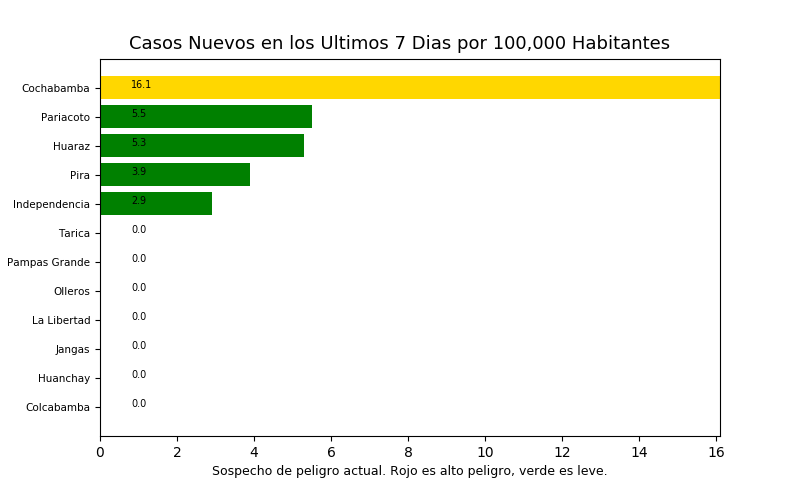 Casos Nuevos en los Ultimos 7 Dias por 100,000 Habitantes
Cochabamba 16.1
Pariacoto 5.5
Huaraz 5.3
Pira 3.9
Independencia 2.9
Tarica 0.0
Pampas Grande 0.0
Olleros 0.0
La Libertad 0.0
Jangas 0.0
Huanchay 0.0
Colcabamba 0.0
0 2 4 6 8 10 12 14 16
Sospecho de peligro actual. Rojo es alto peligro, verde es leve.